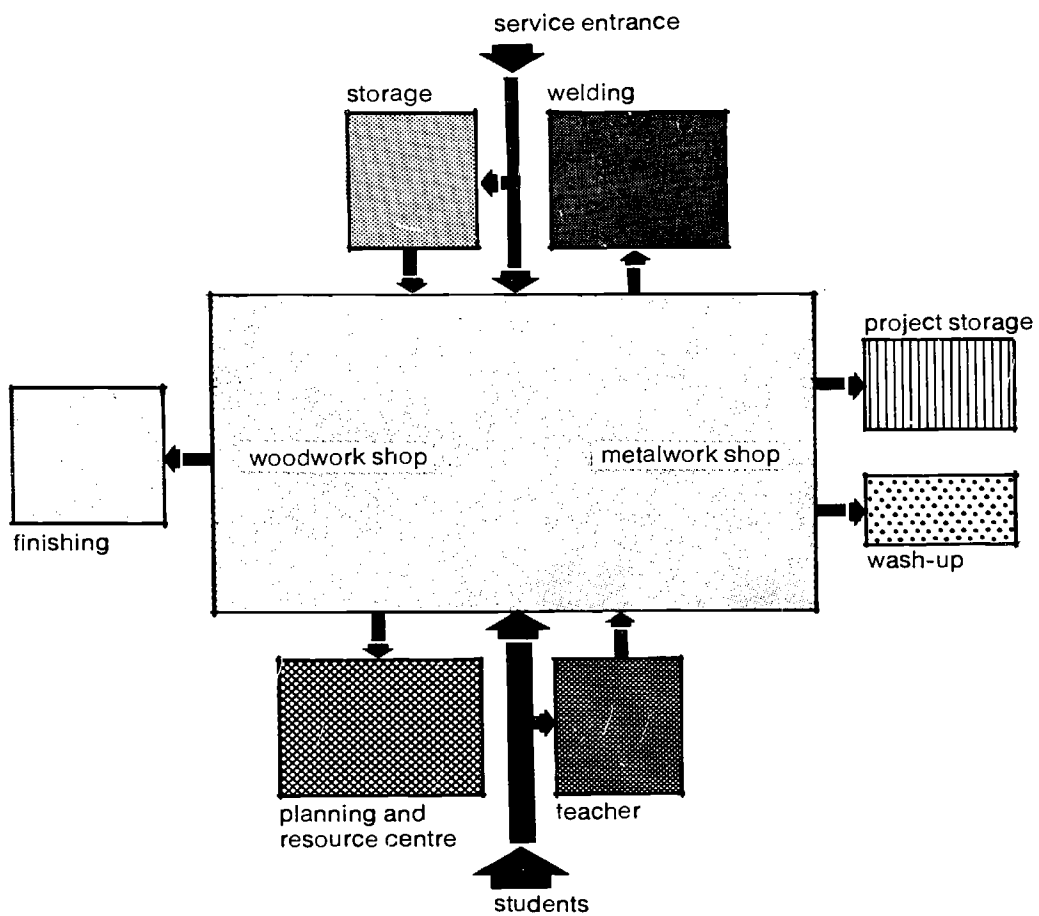 service entrance
storage
welding
project storage
woodwork shop
metalwork shop
finishing
wash-up
planning and
resource centre
teacher
students